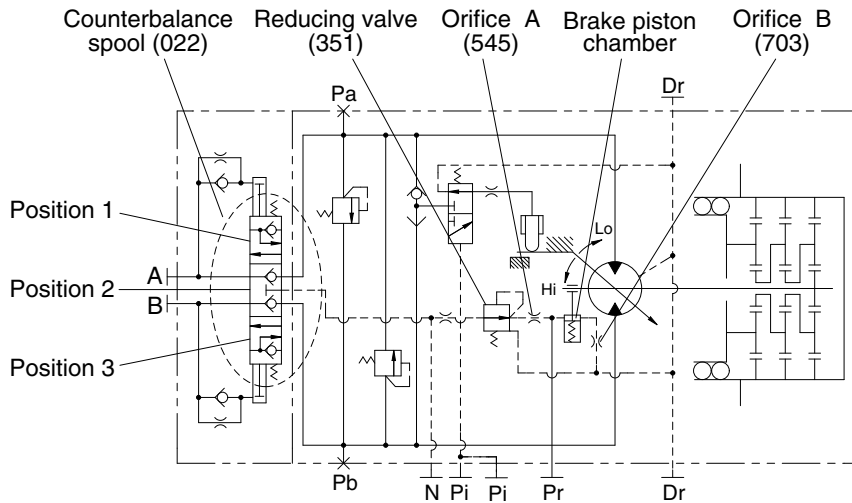 Counterbalance
spool (022)
Reducing valve
(351)
Orifice A
(545)
Brake piston
chamber
Orifice B
(703)
Pa
Dr
Position 1
A
Position 2
B
Position 3
Lo
Hi
Pb
N
Pi
Pi
Pr
Dr